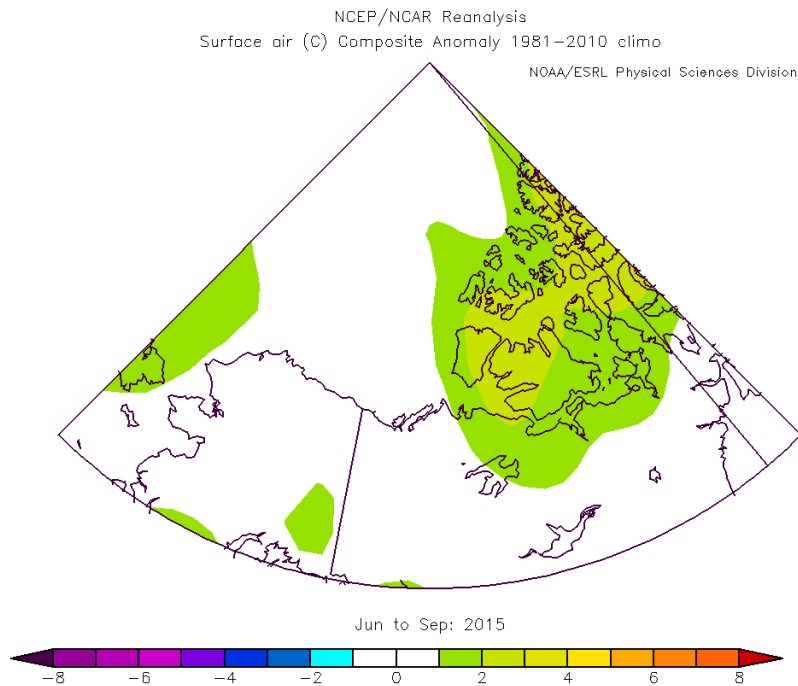 NCEP/NCAR Reanalysis
Surface air (C) Composite Anomaly 1981-2010 climo
NOAA/ESRL Physical Sciences Division
Jun to Sep: 2015
-8 -6 -4 -2 0 2 4 6 8